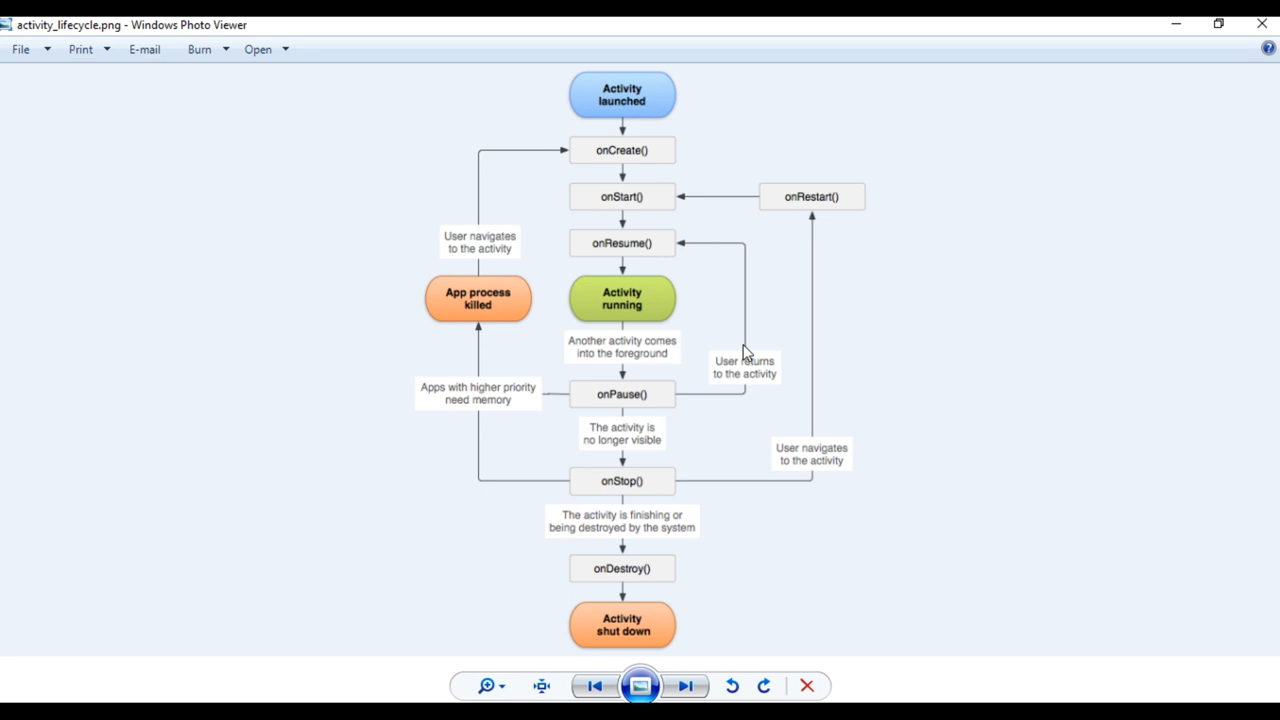 activity_lifecycle.png - Windows Photo Viewer
File Print E-mail Burn Open
Activity
launched
onCreate()
onStart()
onRestart()
User navigates
to the activity
onResume()
App process
killed
Activity
running
Another activity comes
into the foreground
User returns
to the activity
Apps with higher priority
need memory
onPause()
The activity is
no longer visible
User navigates
to the activity
onStop()
The activity is finishing or
being destroyed by the system
onDestroy()
Activity
shut down